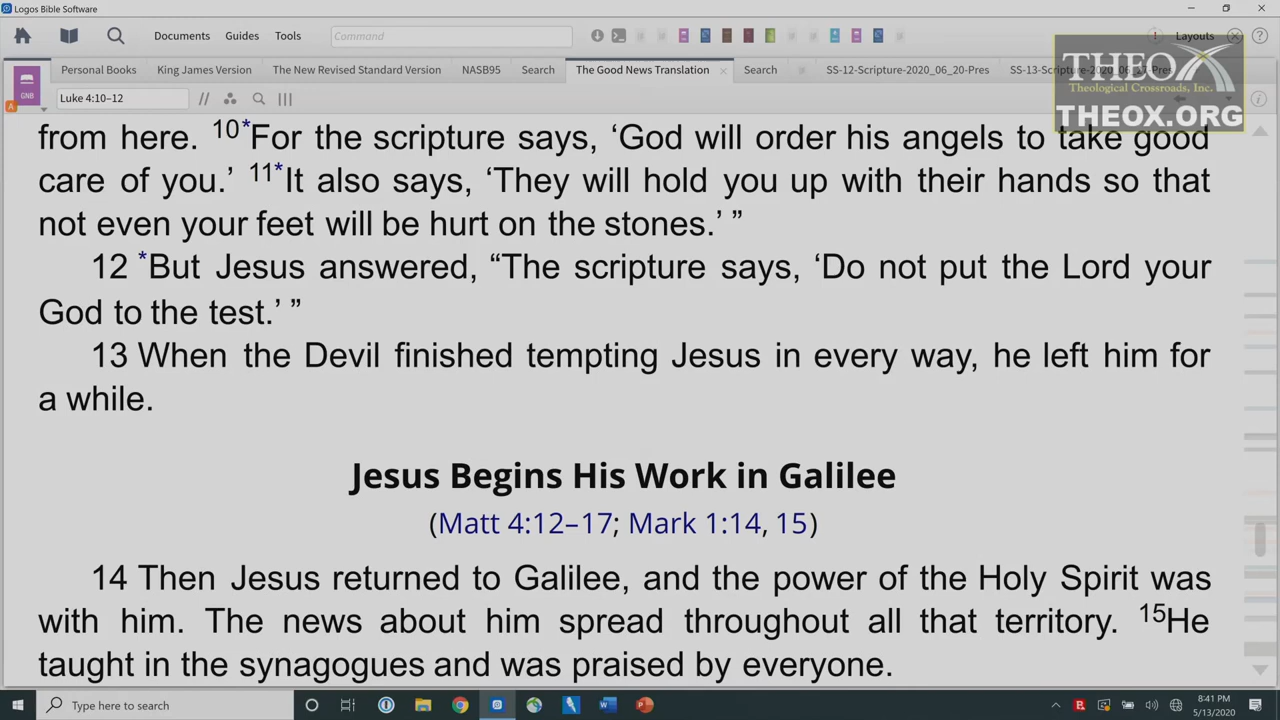 Logos Bible Software
Documents Guides Tools Command Layouts
Personal Books King James Version The New Revised Standard Version NASB95 Search The Good News Translation Search SS-12-Scripture-2020_06_20-Pres
THEOX
Theological Crossroads, Inc.
THEOX.ORG
GNB
A
Luke 4:10–12
from here. 10*For the scripture says, ‘God will order his angels to take good
care of you.’ 11*It also says, ‘They will hold you up with their hands so that
not even your feet will be hurt on the stones.’ ”
12 *But Jesus answered, “The scripture says, ‘Do not put the Lord your
God to the test.’ ”
13 When the Devil finished tempting Jesus in every way, he left him for
a while.
Jesus Begins His Work in Galilee
(Matt 4:12–17; Mark 1:14, 15)
14 Then Jesus returned to Galilee, and the power of the Holy Spirit was
with him. The news about him spread throughout all that territory. 15He
taught in the synagogues and was praised by everyone.
Type here to search
8:41 PM
5/13/2020